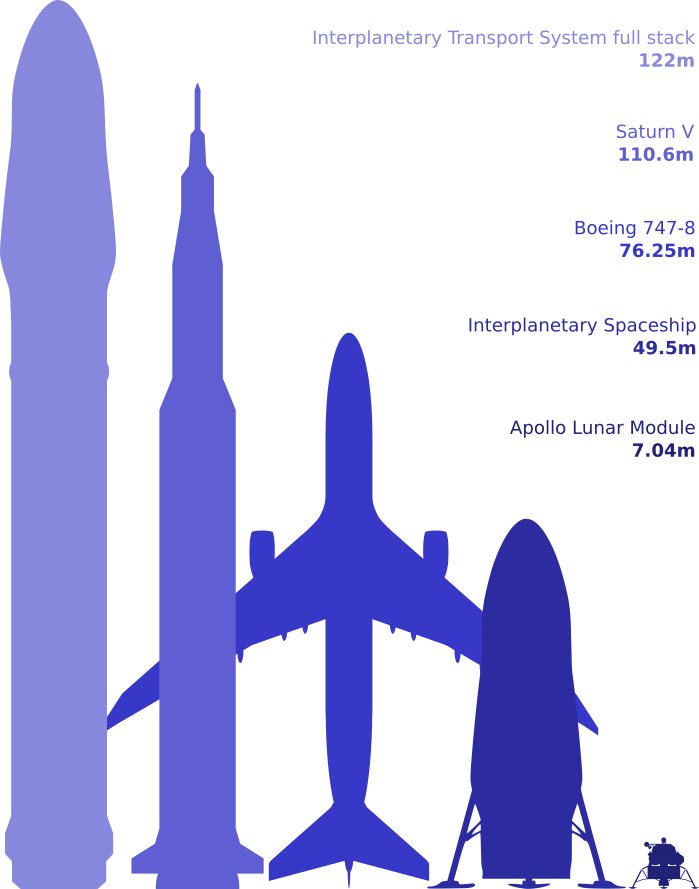 Interplanetary Transport System full stack
122m
Saturn V
110.6m
Boeing 747-8
76.25m
Interplanetary Spaceship
49.5m
Apollo Lunar Module
7.04m